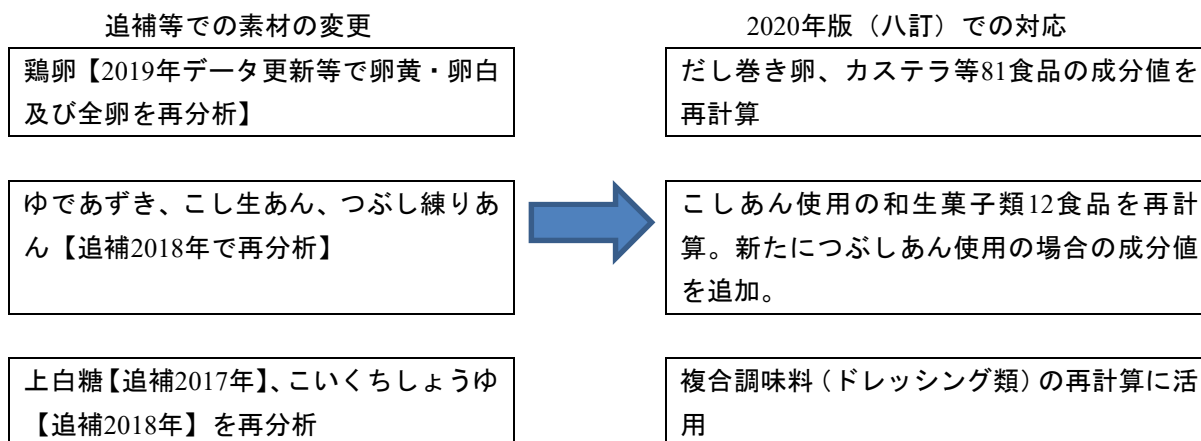 追補等での素材の変更
2020年版（八訂）での対応
鶏卵【2019年データ更新等で卵黄・卵白
及び全卵を再分析】
だし巻き卵、カステラ等81食品の成分値を
再計算
ゆであずき、こし生あん、つぶし練りあ
ん【追補2018年で再分析】
こしあん使用の和生菓子類12食品を再計
算。新たにつぶしあん使用の場合の成分値
を追加。
上白糖【追補2017年】、こいくちしょうゆ
【追補2018年】を再分析
複合調味料（ドレッシング類）の再計算に活
用